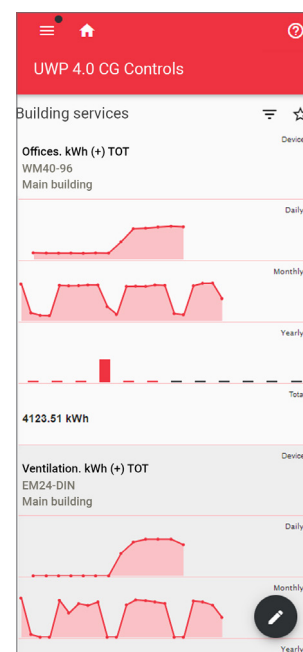 UWP 4.0 CG Controls
Building services
Device
Offices. kWh (+) TOT
WM40-96
Main building
Daily
Monthly
Yearly
Total
4123.51 kWh
Device
Ventilation. kWh (+) TOT
EM24-DIN
Main building
Daily
Monthly
Yearly